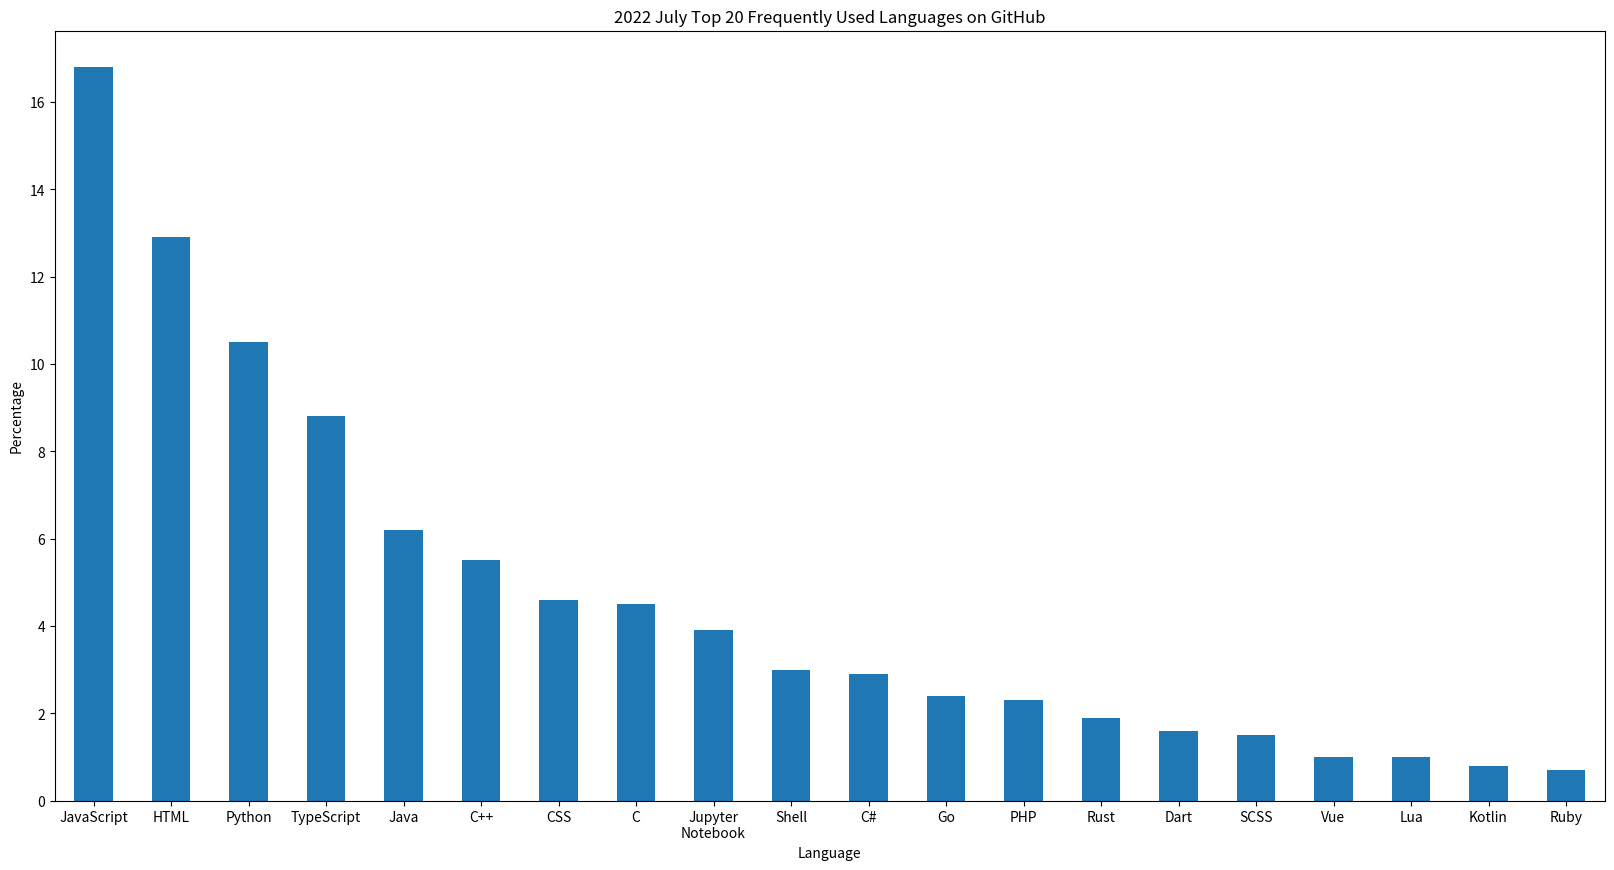 2022 July Top 20 Frequently Used Languages on GitHub
Percentage
16
14
12
10
8
6
4
2
0
JavaScript HTML Python TypeScript Java C++ CSS C Jupyter Shell C# Go PHP Rust Dart SCSS Vue Lua Kotlin Ruby
Notebook
Language